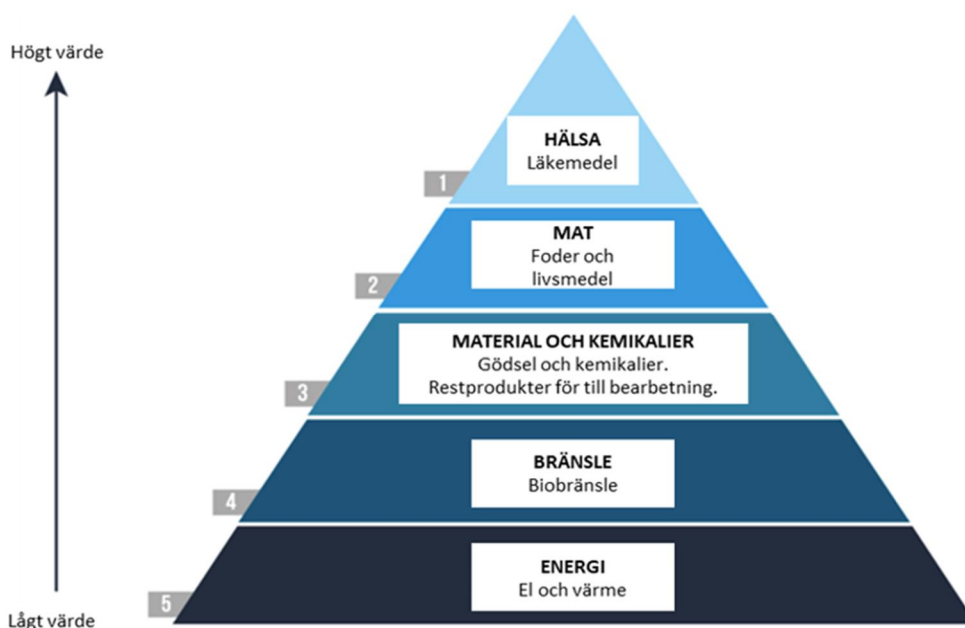 Högt värde
HÄLSA
Läkemedel
1
MAT
Foder och
livsmedel
2
MATERIAL OCH KEMIKALIER
Gödsel och kemikalier.
Restprodukter för till bearbetning.
3
BRÄNSLE
Biobränsle
4
ENERGI
El och värme
5
Lågt värde